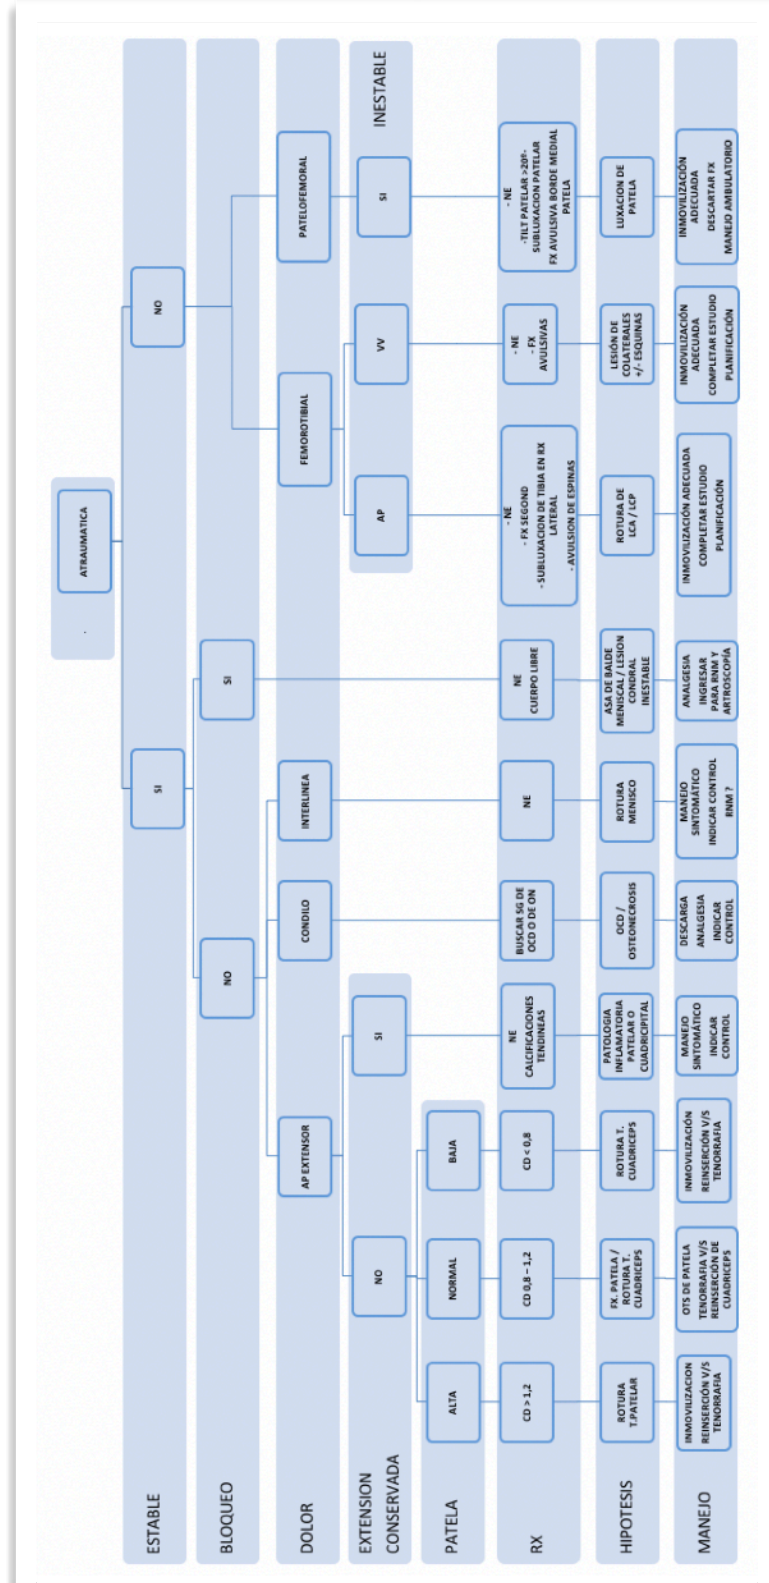 ATRAUMATICA
.
ESTABLE
SI
NO
BLOQUEO
NO
SI
DOLOR
AP EXTENSOR
CONDILO
INTERLINEA
FEMOROTIBIAL
PATELOFEMORAL
EXTENSION
CONSERVADA
NO
SI
AP
VV
SI
INESTABLE
PATELA
ALTA
NORMAL
BAJA
RX
CD > 1,2
CD 0,8 – 1,2
CD < 0,8
NE
CALCIFICACIONES
TENDINEAS
BUSCAR SG DE
OCD O DE ON
NE
NE
CUERPO LIBRE
- NE
- FX SEGOND
- SUBLUXACION DE TIBIA EN RX
LATERAL
- AVULSION DE ESPINAS
- NE
- FX
AVULSIVAS
- NE
-TILT PATELAR >20º-
SUBLUXACION PATELAR
FX AVULSIVA BORDE MEDIAL
PATELA
HIPOTESIS
ROTURA
T.PATELAR
FX. PATELA /
ROTURA T.
CUADRICEPS
ROTURA T.
CUADRICEPS
PATOLOGIA
INFLAMATORIA
PATELAR O
CUADRICIPITAL
OCD /
OSTEONECROSIS
ROTURA
MENISCO
ASA DE BALDE
MENISCAL / LESION
CONDRAL
INESTABLE
ROTURA DE
LCA / LCP
LESIÓN DE
COLATERALES
+/- ESQUINAS
LUXACION DE
PATELA
MANEJO
INMOVILIZACION
REINSERCIÓN V/S
TENORRAFIA
OTS DE PATELA
TENORRAFIA V/S
REINSERCIÓN DE
CUADRICEPS
INMOVILIZACIÓN
REINSERCIÓN V/S
TENORRAFIA
MANEJO
SINTOMÁTICO
INDICAR
CONTROL
DESCARGA
ANALGESIA
INDICAR
CONTROL
MANEJO
SINTOMÁTICO
INDICAR CONTROL
RNM ?
ANALGESIA
INGRESAR
PARA RNM Y
ARTROSCOPÍA
INMOVILIZACIÓN ADECUADA
COMPLETAR ESTUDIO
PLANIFICACIÓN
INMOVILIZACIÓN
ADECUADA
COMPLETAR ESTUDIO
PLANIFICACIÓN
INMOVILIZACIÓN
ADECUADA
DESCARTAR FX
MANEJO AMBULATORIO